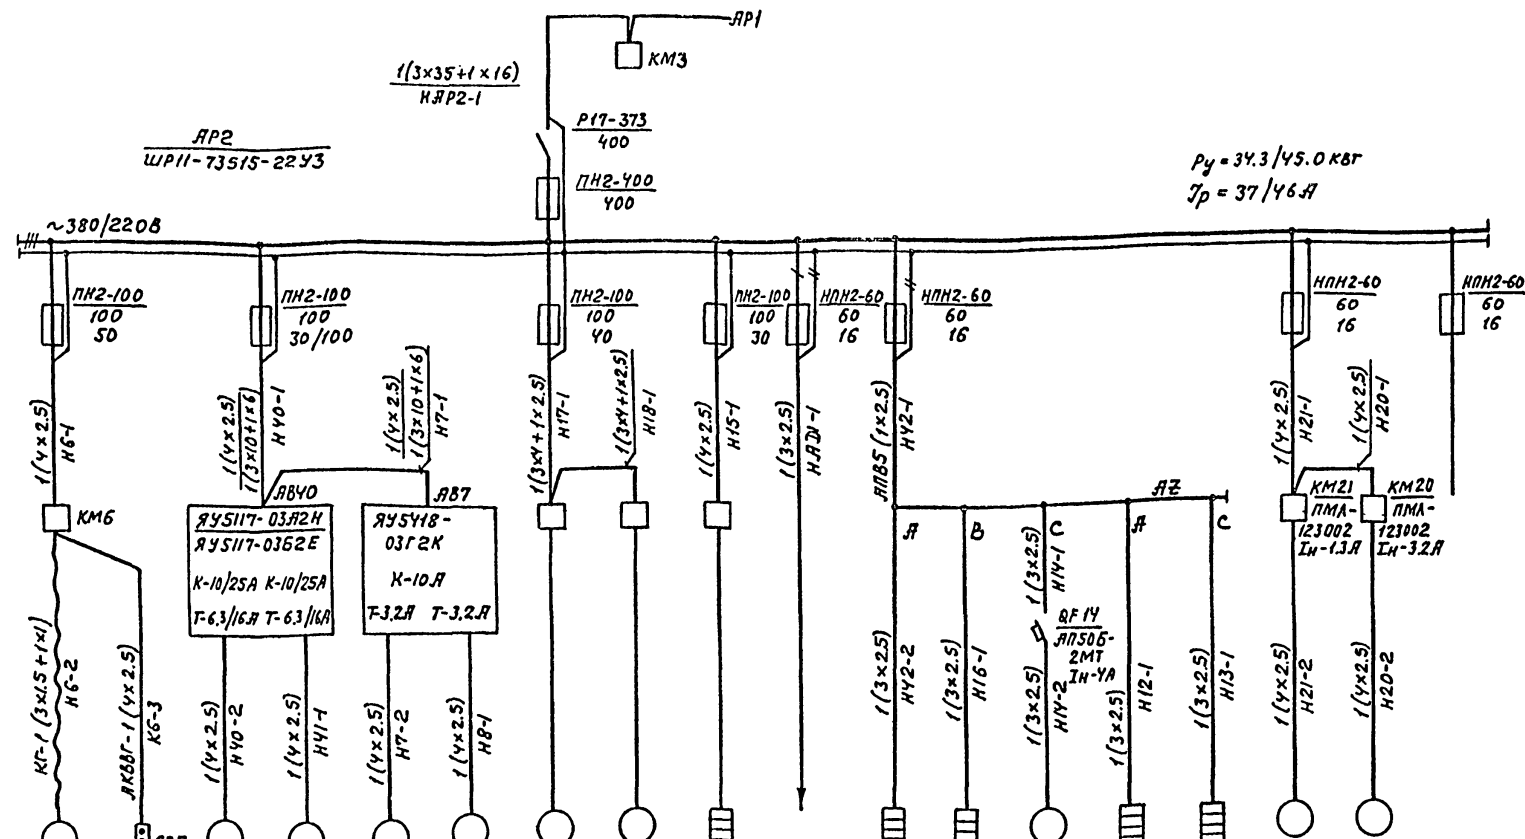 ЯР1
КМ3
1(3×35+1×16)
НЯР2-1
Р17-373
400
ЯР2
ШР11-73515-22У3
ПН2-400
400
Ру = 34.3/45.0 кВт
Ір = 37/46 А
~380/220В
ПН2-100
100
50
ПН2-100
100
30/100
ПН2-100
100
40
ПН2-100
100
30
НПН2-60
60
16
НПН2-60
60
16
НПН2-60
60
16
НПН2-60
60
16
1(4×2.5)
Н6-1
1(4×2.5)
1(3×10+1×6)
Н40-1
1(4×2.5)
1(3×10+1×6)
Н7-1
1(3×4+1×2.5)
Н17-1
1(3×4+1×2.5)
Н18-1
1(4×2.5)
Н15-1
1(3×2.5)
АПВ5(1×2.5)
Н42-1
1(4×2.5)
Н21-1
1(4×2.5)
Н20-1
КМ6
АВ40
ЯУ5117-03А2Н
ЯУ5117-03Б2Е
К-10/25А К-10/25А
Т-6.3/16А Т-6.3/16А
АВ7
ЯУ5418-
03Г2К
К-10А
Т-3.2А Т-3.2А
А
В
С
А
С
1(3×2.5)
Н14-1
QF14
АП50Б-
2МТ
Iн-4А
КМ21
ПМЛ-
123002
Iн-1.3А
КМ20
ПМЛ-
123002
Iн-3.2А
КГ-1 (3×1.5+1×1)
Н6-2
АКВВГ-1 (4×2.5)
К6-3
1(4×2.5)
Н40-2
1(4×2.5)
Н41-1
1(4×2.5)
Н7-2
1(4×2.5)
Н8-1
1(3×2.5)
Н42-2
1(3×2.5)
Н16-1
1(3×2.5)
Н14-2
1(3×2.5)
Н12-1
1(3×2.5)
Н13-1
1(4×2.5)
Н21-2
1(4×2.5)
Н20-2